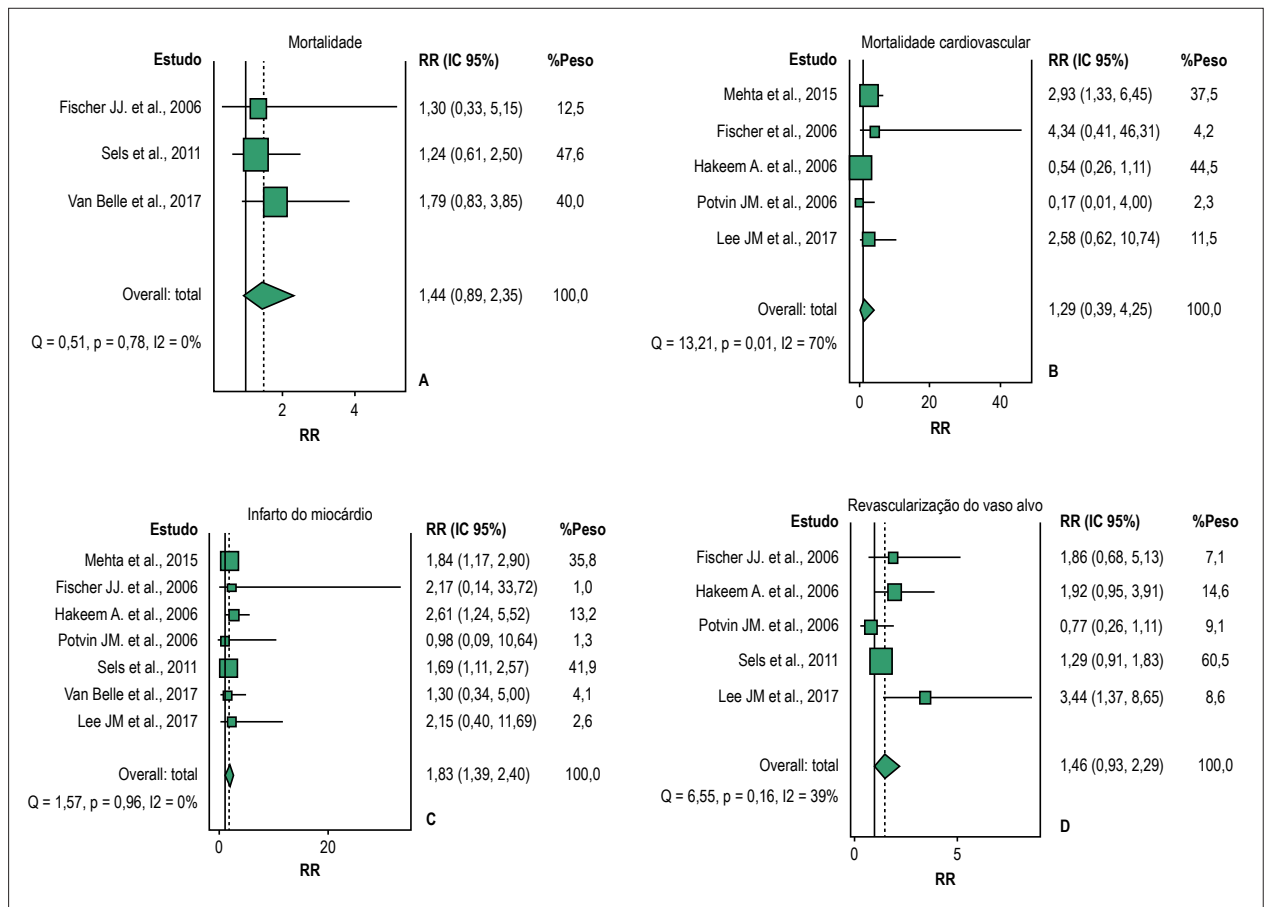 Mortalidade
Estudo RR (IC 95%) %Peso
Fischer JJ. et al., 2006 1,30 (0,33, 5,15) 12,5
Sels et al., 2011 1,24 (0,61, 2,50) 47,6
Van Belle et al., 2017 1,79 (0,83, 3,85) 40,0
Overall: total 1,44 (0,89, 2,35) 100,0
Q = 0,51, p = 0,78, I2 = 0%
A
2 4
RR
Mortalidade cardiovascular
Estudo RR (IC 95%) %Peso
Mehta et al., 2015 2,93 (1,33, 6,45) 37,5
Fischer et al., 2006 4,34 (0,41, 46,31) 4,2
Hakeem A. et al., 2006 0,54 (0,26, 1,11) 44,5
Potvin JM. et al., 2006 0,17 (0,01, 4,00) 2,3
Lee JM et al., 2017 2,58 (0,62, 10,74) 11,5
Overall: total 1,29 (0,39, 4,25) 100,0
Q = 13,21, p = 0,01, I2 = 70%
B
0 20 40
RR
Infarto do miocárdio
Estudo RR (IC 95%) %Peso
Mehta et al., 2015 1,84 (1,17, 2,90) 35,8
Fischer JJ. et al., 2006 2,17 (0,14, 33,72) 1,0
Hakeem A. et al., 2006 2,61 (1,24, 5,52) 13,2
Potvin JM. et al., 2006 0,98 (0,09, 10,64) 1,3
Sels et al., 2011 1,69 (1,11, 2,57) 41,9
Van Belle et al., 2017 1,30 (0,34, 5,00) 4,1
Lee JM et al., 2017 2,15 (0,40, 11,69) 2,6
Overall: total 1,83 (1,39, 2,40) 100,0
Q = 1,57, p = 0,96, I2 = 0%
C
0 20
RR
Revascularização do vaso alvo
Estudo RR (IC 95%) %Peso
Fischer JJ. et al., 2006 1,86 (0,68, 5,13) 7,1
Hakeem A. et al., 2006 1,92 (0,95, 3,91) 14,6
Potvin JM. et al., 2006 0,77 (0,26, 1,11) 9,1
Sels et al., 2011 1,29 (0,91, 1,83) 60,5
Lee JM et al., 2017 3,44 (1,37, 8,65) 8,6
Overall: total 1,46 (0,93, 2,29) 100,0
Q = 6,55, p = 0,16, I2 = 39%
D
0 5
RR